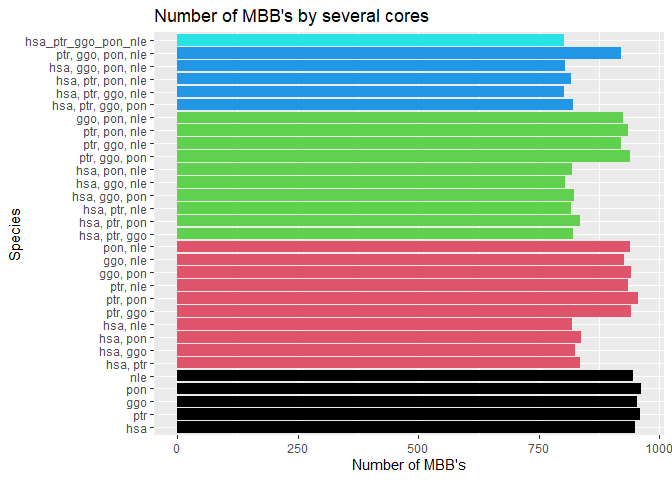 Number of MBB's by several cores
hsa_ptr_ggo_pon_nle
ptr, ggo, pon, nle
hsa, ggo, pon, nle
hsa, ptr, pon, nle
hsa, ptr, ggo, nle
hsa, ptr, ggo, pon
ggo, pon, nle
ptr, pon, nle
ptr, ggo, nle
ptr, ggo, pon
hsa, pon, nle
hsa, ggo, nle
hsa, ggo, pon
hsa, ptr, nle
hsa, ptr, pon
hsa, ptr, ggo
pon, nle
ggo, nle
ggo, pon
ptr, nle
ptr, pon
ptr, ggo
hsa, nle
hsa, pon
hsa, ggo
hsa, ptr
nle
pon
ggo
ptr
hsa
Species
0 250 500 750 1000
Number of MBB's